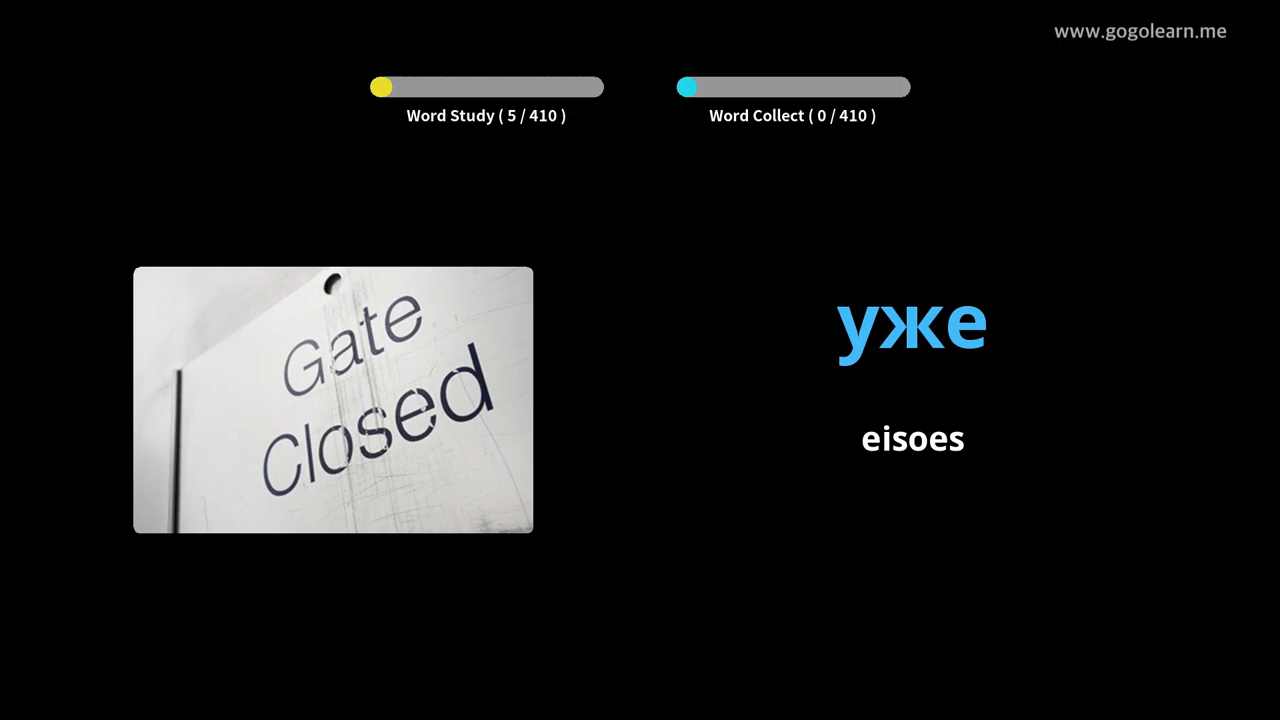 www.gogolearn.me
Word Study ( 5 / 410 )
Word Collect ( 0 / 410 )
Gate
Closed
уже
eisoes